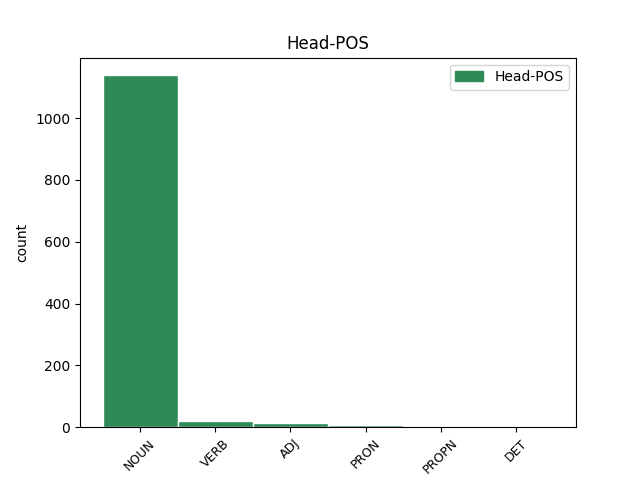 Head-POS
Head-POS
1000
800
600
400
200
0
count
NOUN
VERB
ADJ
PRON
PROPN
DET